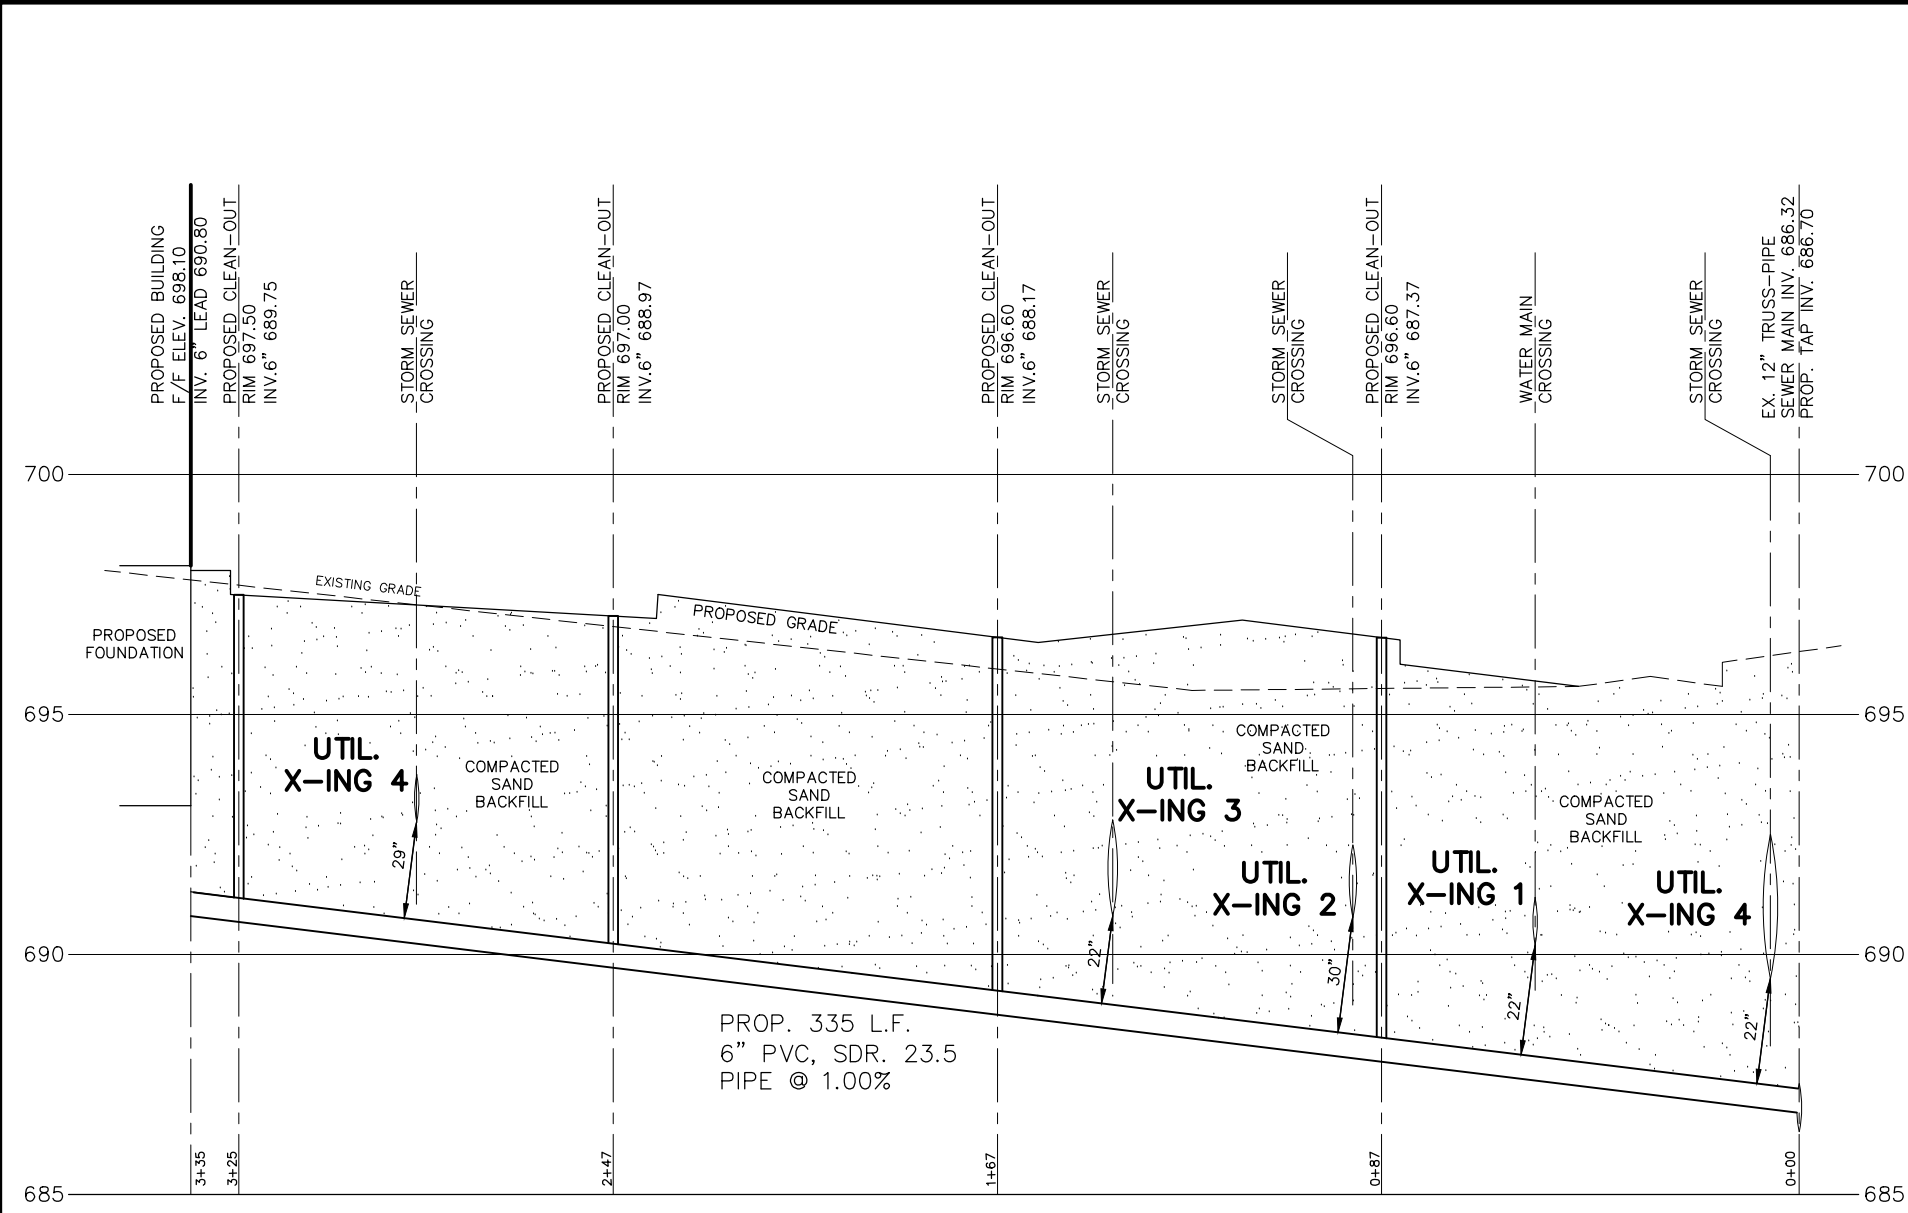 PROPOSED BUILDING
F/F ELEV. 698.10
INV. 6" LEAD 690.80
PROPOSED CLEAN-OUT
RIM 697.50
INV.6" 689.75
STORM SEWER
CROSSING
PROPOSED CLEAN-OUT
RIM 697.00
INV.6" 688.97
PROPOSED CLEAN-OUT
RIM 696.60
INV.6" 688.17
STORM SEWER
CROSSING
STORM SEWER
CROSSING
PROPOSED CLEAN-OUT
RIM 696.60
INV.6" 687.37
WATER MAIN
CROSSING
STORM SEWER
CROSSING
EX. 12" TRUSS-PIPE
SEWER MAIN INV. 686.32
PROP. TAP INV. 686.70
700
700
EXISTING GRADE
PROPOSED GRADE
PROPOSED
FOUNDATION
695
695
UTIL.
X-ING 4
COMPACTED
SAND
BACKFILL
COMPACTED
SAND
BACKFILL
UTIL.
X-ING 3
COMPACTED
SAND
BACKFILL
UTIL.
X-ING 2
UTIL.
X-ING 1
COMPACTED
SAND
BACKFILL
UTIL.
X-ING 4
29"
22"
30"
22"
22"
690
690
PROP. 335 L.F.
6" PVC, SDR. 23.5
PIPE @ 1.00%
3+35
3+25
2+47
1+67
0+87
0+00
685
685